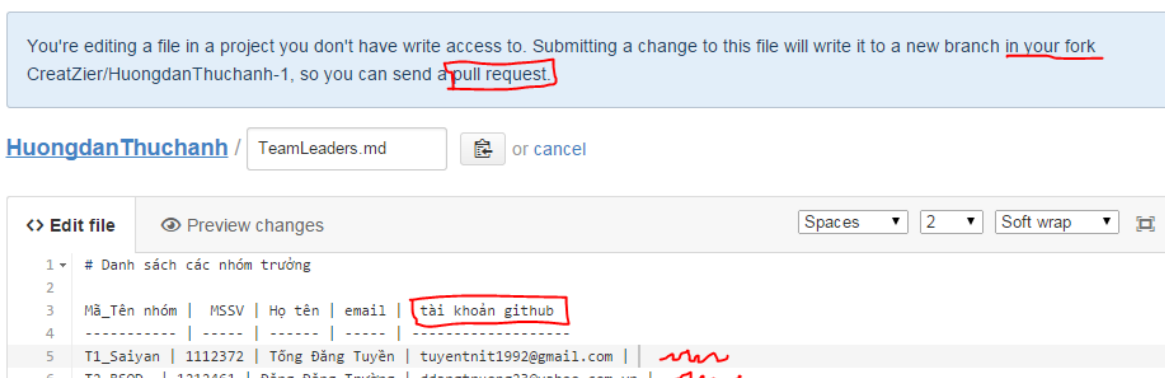 You're editing a file in a project you don't have write access to. Submitting a change to this file will write it to a new branch in your fork
CreatZier/HuongdanThuchanh-1, so you can send a pull request.
HuongdanThuchanh / TeamLeaders.md or cancel
<> Edit file Preview changes Spaces 2 Soft wrap
1 # Danh sách các nhóm trưởng
2
3 Mã_Tên nhóm | MSSV | Họ tên | email | tài khoản github
4 ----------- | ----- | ------ | ----- | -------------------
5 T1_Saiyan | 1112372 | Tống Đăng Tuyền | tuyentnit1992@gmail.com | |